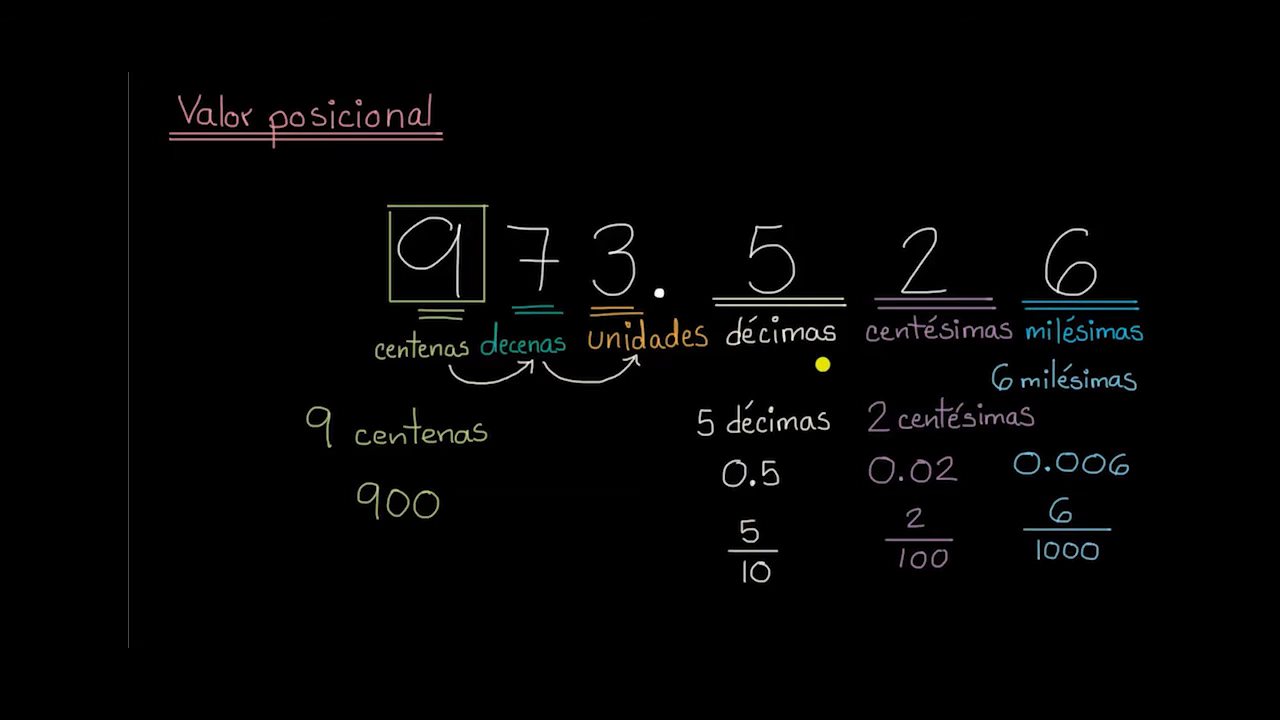 Valor posicional
973.526
centenas decenas unidades décimas centésimas milésimas
6 milésimas
9 centenas 5 décimas 2 centésimas
900 0.5 0.02 0.006
5/10 2/100 6/1000